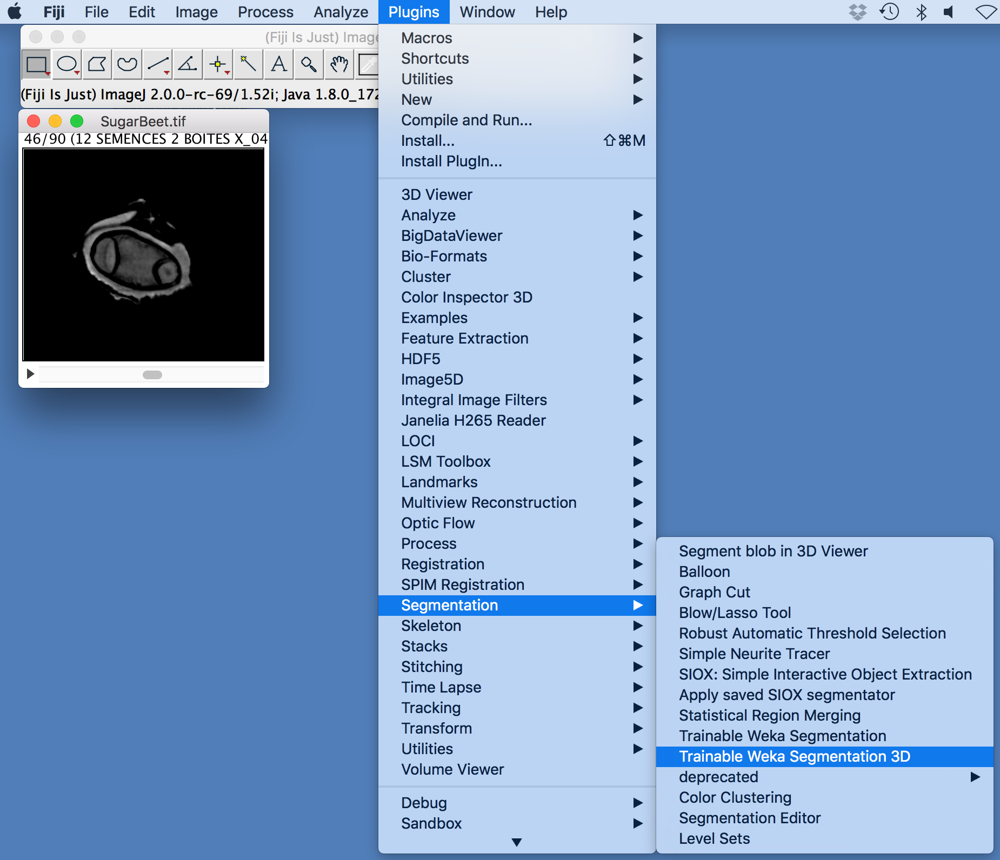 Fiji File Edit Image Process Analyze Plugins Window Help
(Fiji Is Just) Image
(Fiji Is Just) ImageJ 2.0.0-rc-69/1.52i; Java 1.8.0_172
SugarBeet.tif
46/90 (12 SEMENCES 2 BOITES X_04
Macros
Shortcuts
Utilities
New
Compile and Run...
Install... ⇧⌘M
Install PlugIn...
3D Viewer
Analyze
BigDataViewer
Bio-Formats
Cluster
Color Inspector 3D
Examples
Feature Extraction
HDF5
Image5D
Integral Image Filters
Janelia H265 Reader
LOCI
LSM Toolbox
Landmarks
Multiview Reconstruction
Optic Flow
Process
Registration
SPIM Registration
Segmentation
Skeleton
Stacks
Stitching
Time Lapse
Tracking
Transform
Utilities
Volume Viewer
Debug
Sandbox
Segment blob in 3D Viewer
Balloon
Graph Cut
Blow/Lasso Tool
Robust Automatic Threshold Selection
Simple Neurite Tracer
SIOX: Simple Interactive Object Extraction
Apply saved SIOX segmentator
Statistical Region Merging
Trainable Weka Segmentation
Trainable Weka Segmentation 3D
deprecated
Color Clustering
Segmentation Editor
Level Sets